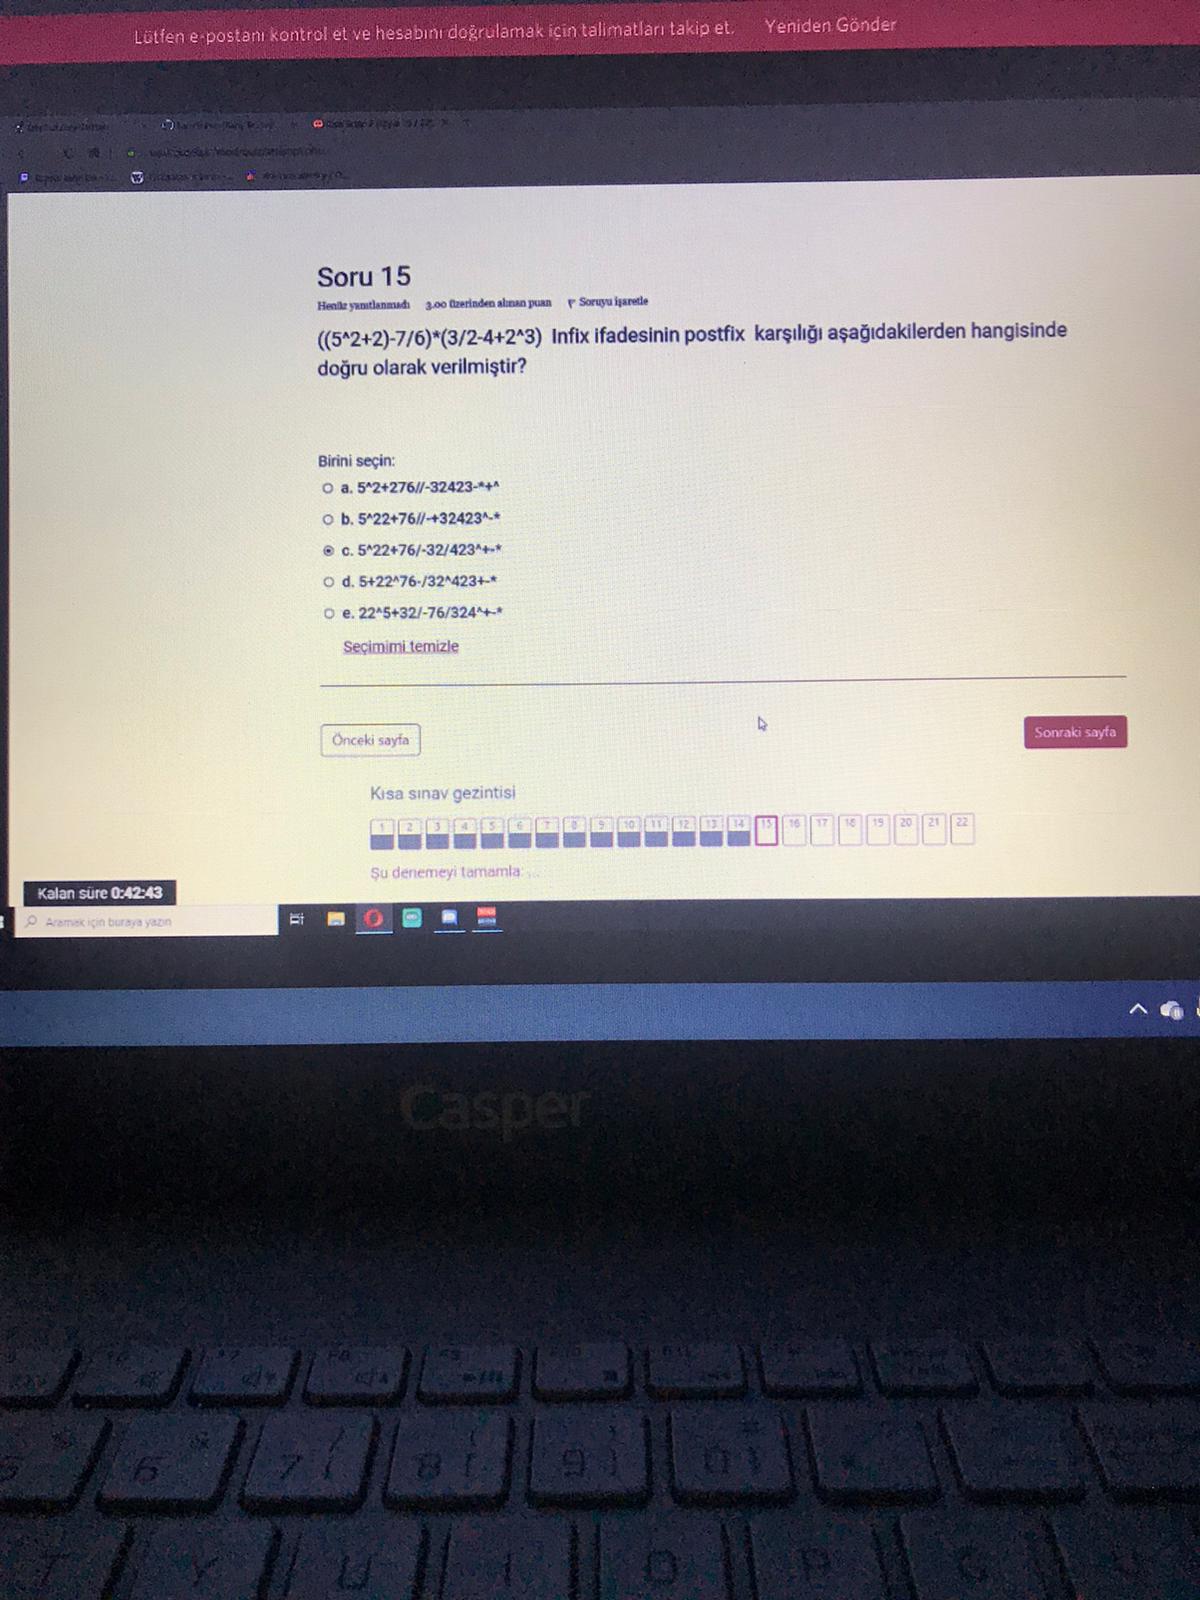 Lütfen e-postanı kontrol et ve hesabını doğrulamak için talimatları takip et. Yeniden Gönder
Soru 15
Henüz yanıtlanmadı 3,00 üzerinden alınan puan Soruyu işaretle
((5^2+2)-7/6)*(3/2-4+2^3) Infix ifadesinin postfix karşılığı aşağıdakilerden hangisinde
doğru olarak verilmiştir?
Birini seçin:
a. 5^2+276//-32423-*+^
b. 5^22+76//-+32423^-*
c. 5^22+76/-32/423^+-*
d. 5+22^76-/32^423+-*
e. 22^5+32/-76/324^+-*
Seçimimi temizle
Önceki sayfa
Sonraki sayfa
Kısa sınav gezintisi
1 2 3 4 5 6 7 8 9 10 11 12 13 14 15 16 17 18 19 20 21 22
Şu denemeyi tamamla: ...
Kalan süre 0:42:43
Aramak için buraya yazın
Casper
6 7 8 9 0
Y U I O P